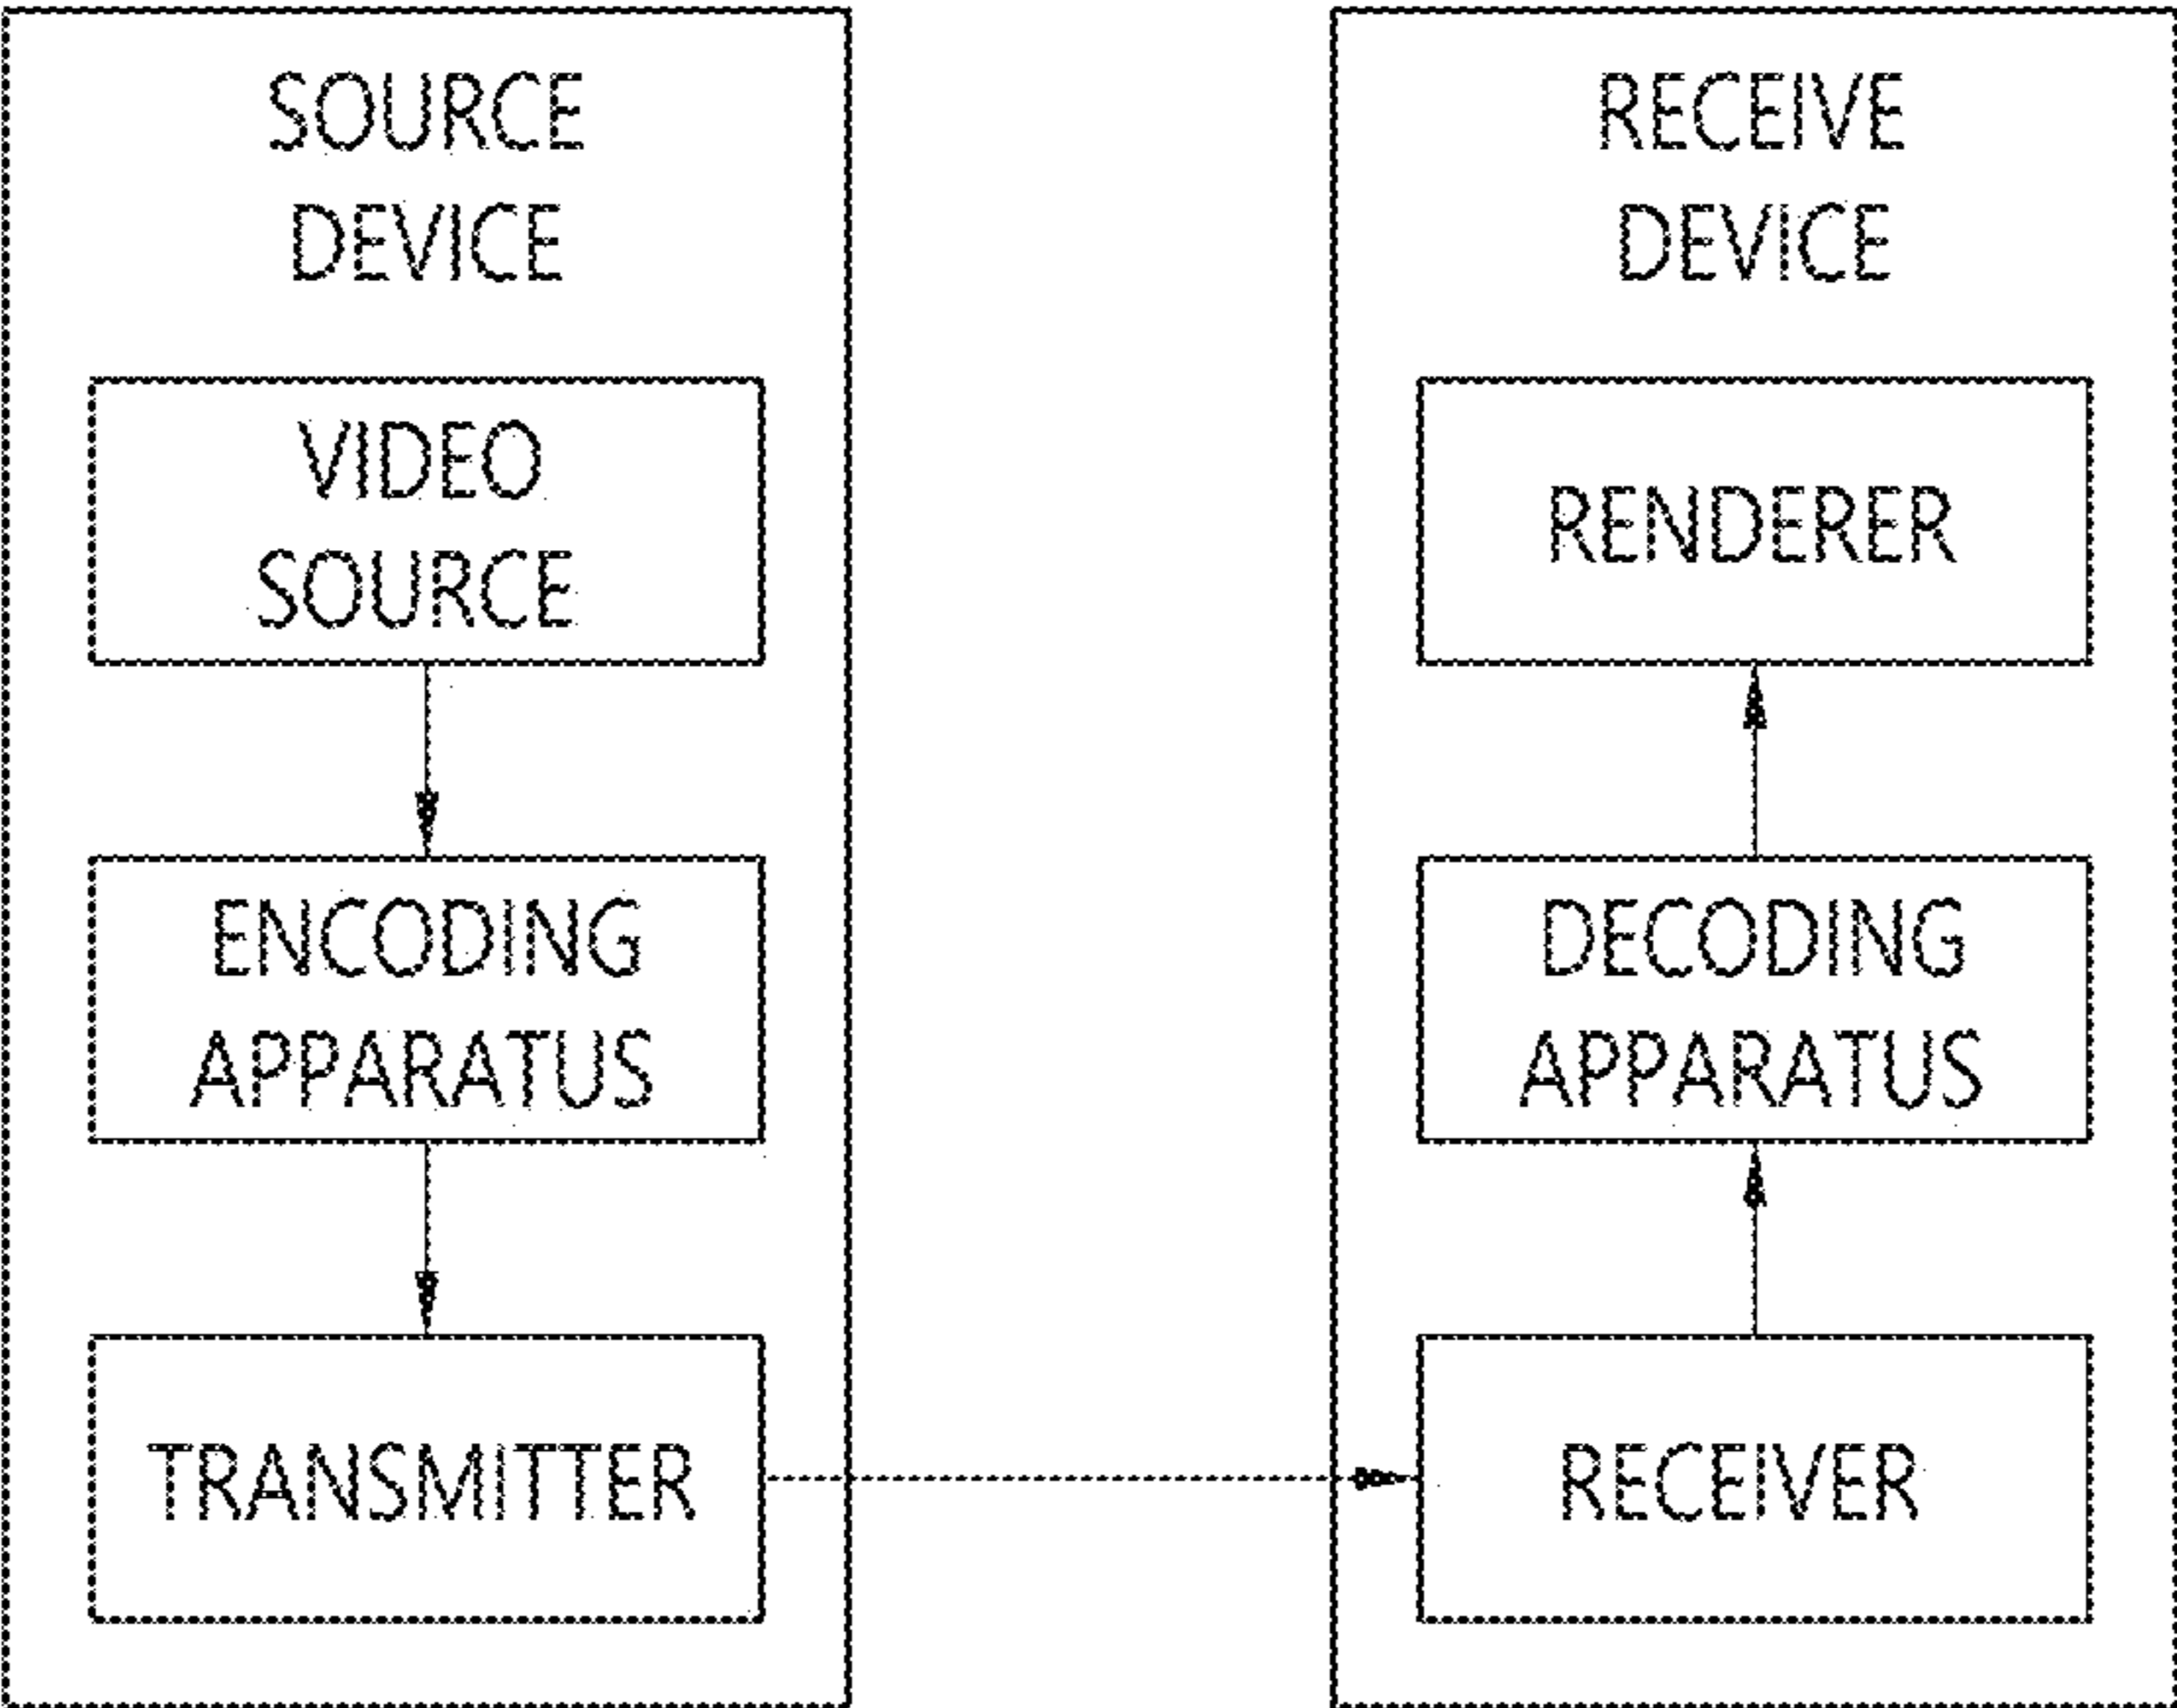 SOURCE
DEVICE
VIDEO
SOURCE
ENCODING
APPARATUS
TRANSMITTER
RECEIVE
DEVICE
RENDERER
DECODING
APPARATUS
RECEIVER